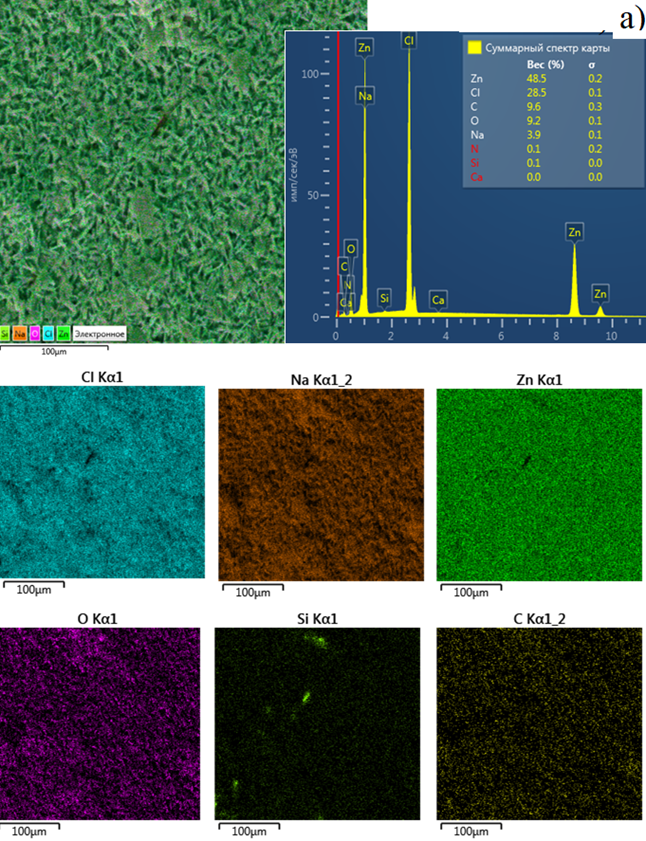 а)
Суммарный спектр карты
Вес (%) σ
Zn 48.5 0.2
Cl 28.5 0.1
C 9.6 0.3
O 9.2 0.1
Na 3.9 0.1
N 0.1 0.2
Si 0.1 0.0
Ca 0.0 0.0
имп/сек/эВ
100
50
0
Zn
Cl
Na
O
C
N
Ca
Si
Ca
Zn
Zn
0 2 4 6 8 10
Si Na O Cl Zn Электронное
100µm
Cl Kα1 Na Kα1_2 Zn Kα1
100µm 100µm 100µm
O Kα1 Si Kα1 C Kα1_2
100µm 100µm 100µm